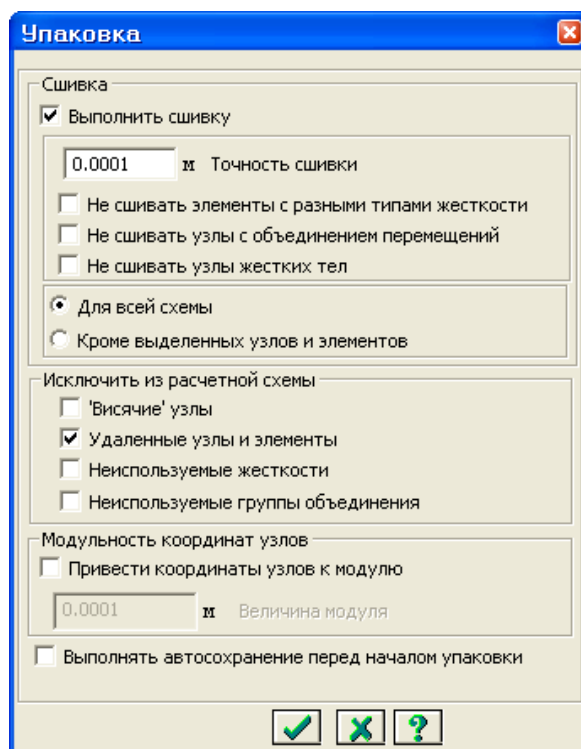 Упаковка
Сшивка
Выполнить сшивку
0.0001 м Точность сшивки
Не сшивать элементы с разными типами жесткости
Не сшивать узлы с объединением перемещений
Не сшивать узлы жестких тел
Для всей схемы
Кроме выделенных узлов и элементов
Исключить из расчетной схемы
'Висячие' узлы
Удаленные узлы и элементы
Неиспользуемые жесткости
Неиспользуемые группы объединения
Модульность координат узлов
Привести координаты узлов к модулю
0.0001 м Величина модуля
Выполнять автосохранение перед началом упаковки
?